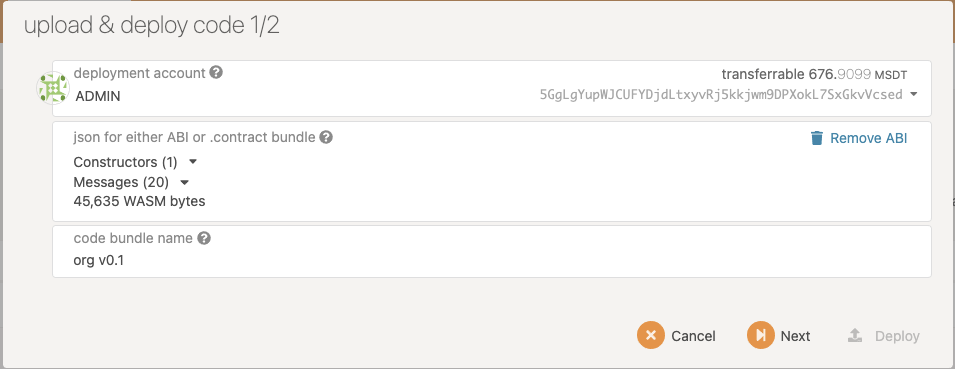 upload & deploy code 1/2
deployment account
transferrable 676.9099 MSDT
ADMIN
5GgLgYupWJCUFYDjdLtxyvRj5kkjwm9DPXokL7SxGkvVcsed
json for either ABI or .contract bundle
Remove ABI
Constructors (1)
Messages (20)
45,635 WASM bytes
code bundle name
org v0.1
Cancel
Next
Deploy